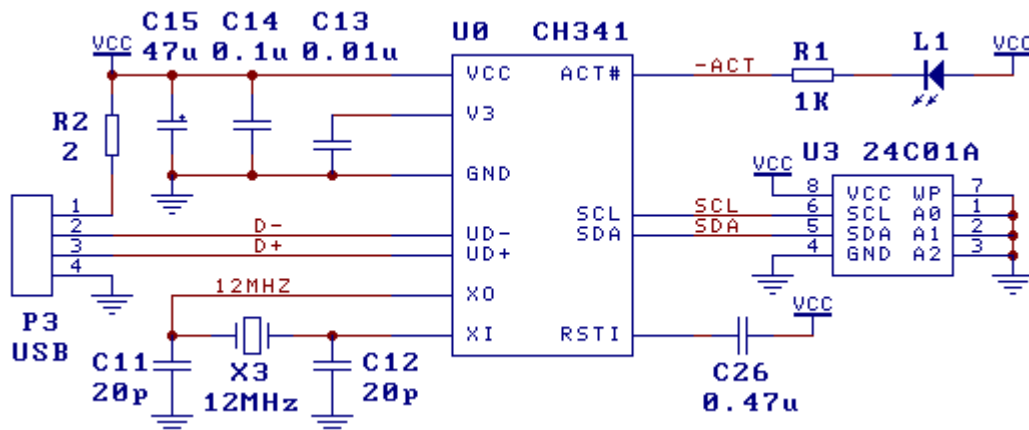 C15 C14 C13
47u 0.1u 0.01u
VCC
U0 CH341
VCC ACT#
-ACT
R1
1K
L1
VCC
V3
R2
2
GND
U3 24C01A
VCC
8 VCC WP 7
6 SCL A0 1
5 SDA A1 2
4 GND A2 3
SCL SCL
SDA SDA
1
2 D- UD-
3 D+ UD+
4
12MHZ XO
XI
RSTI
VCC
P3
USB
C11
20p
X3
12MHz
C12
20p
C26
0.47u